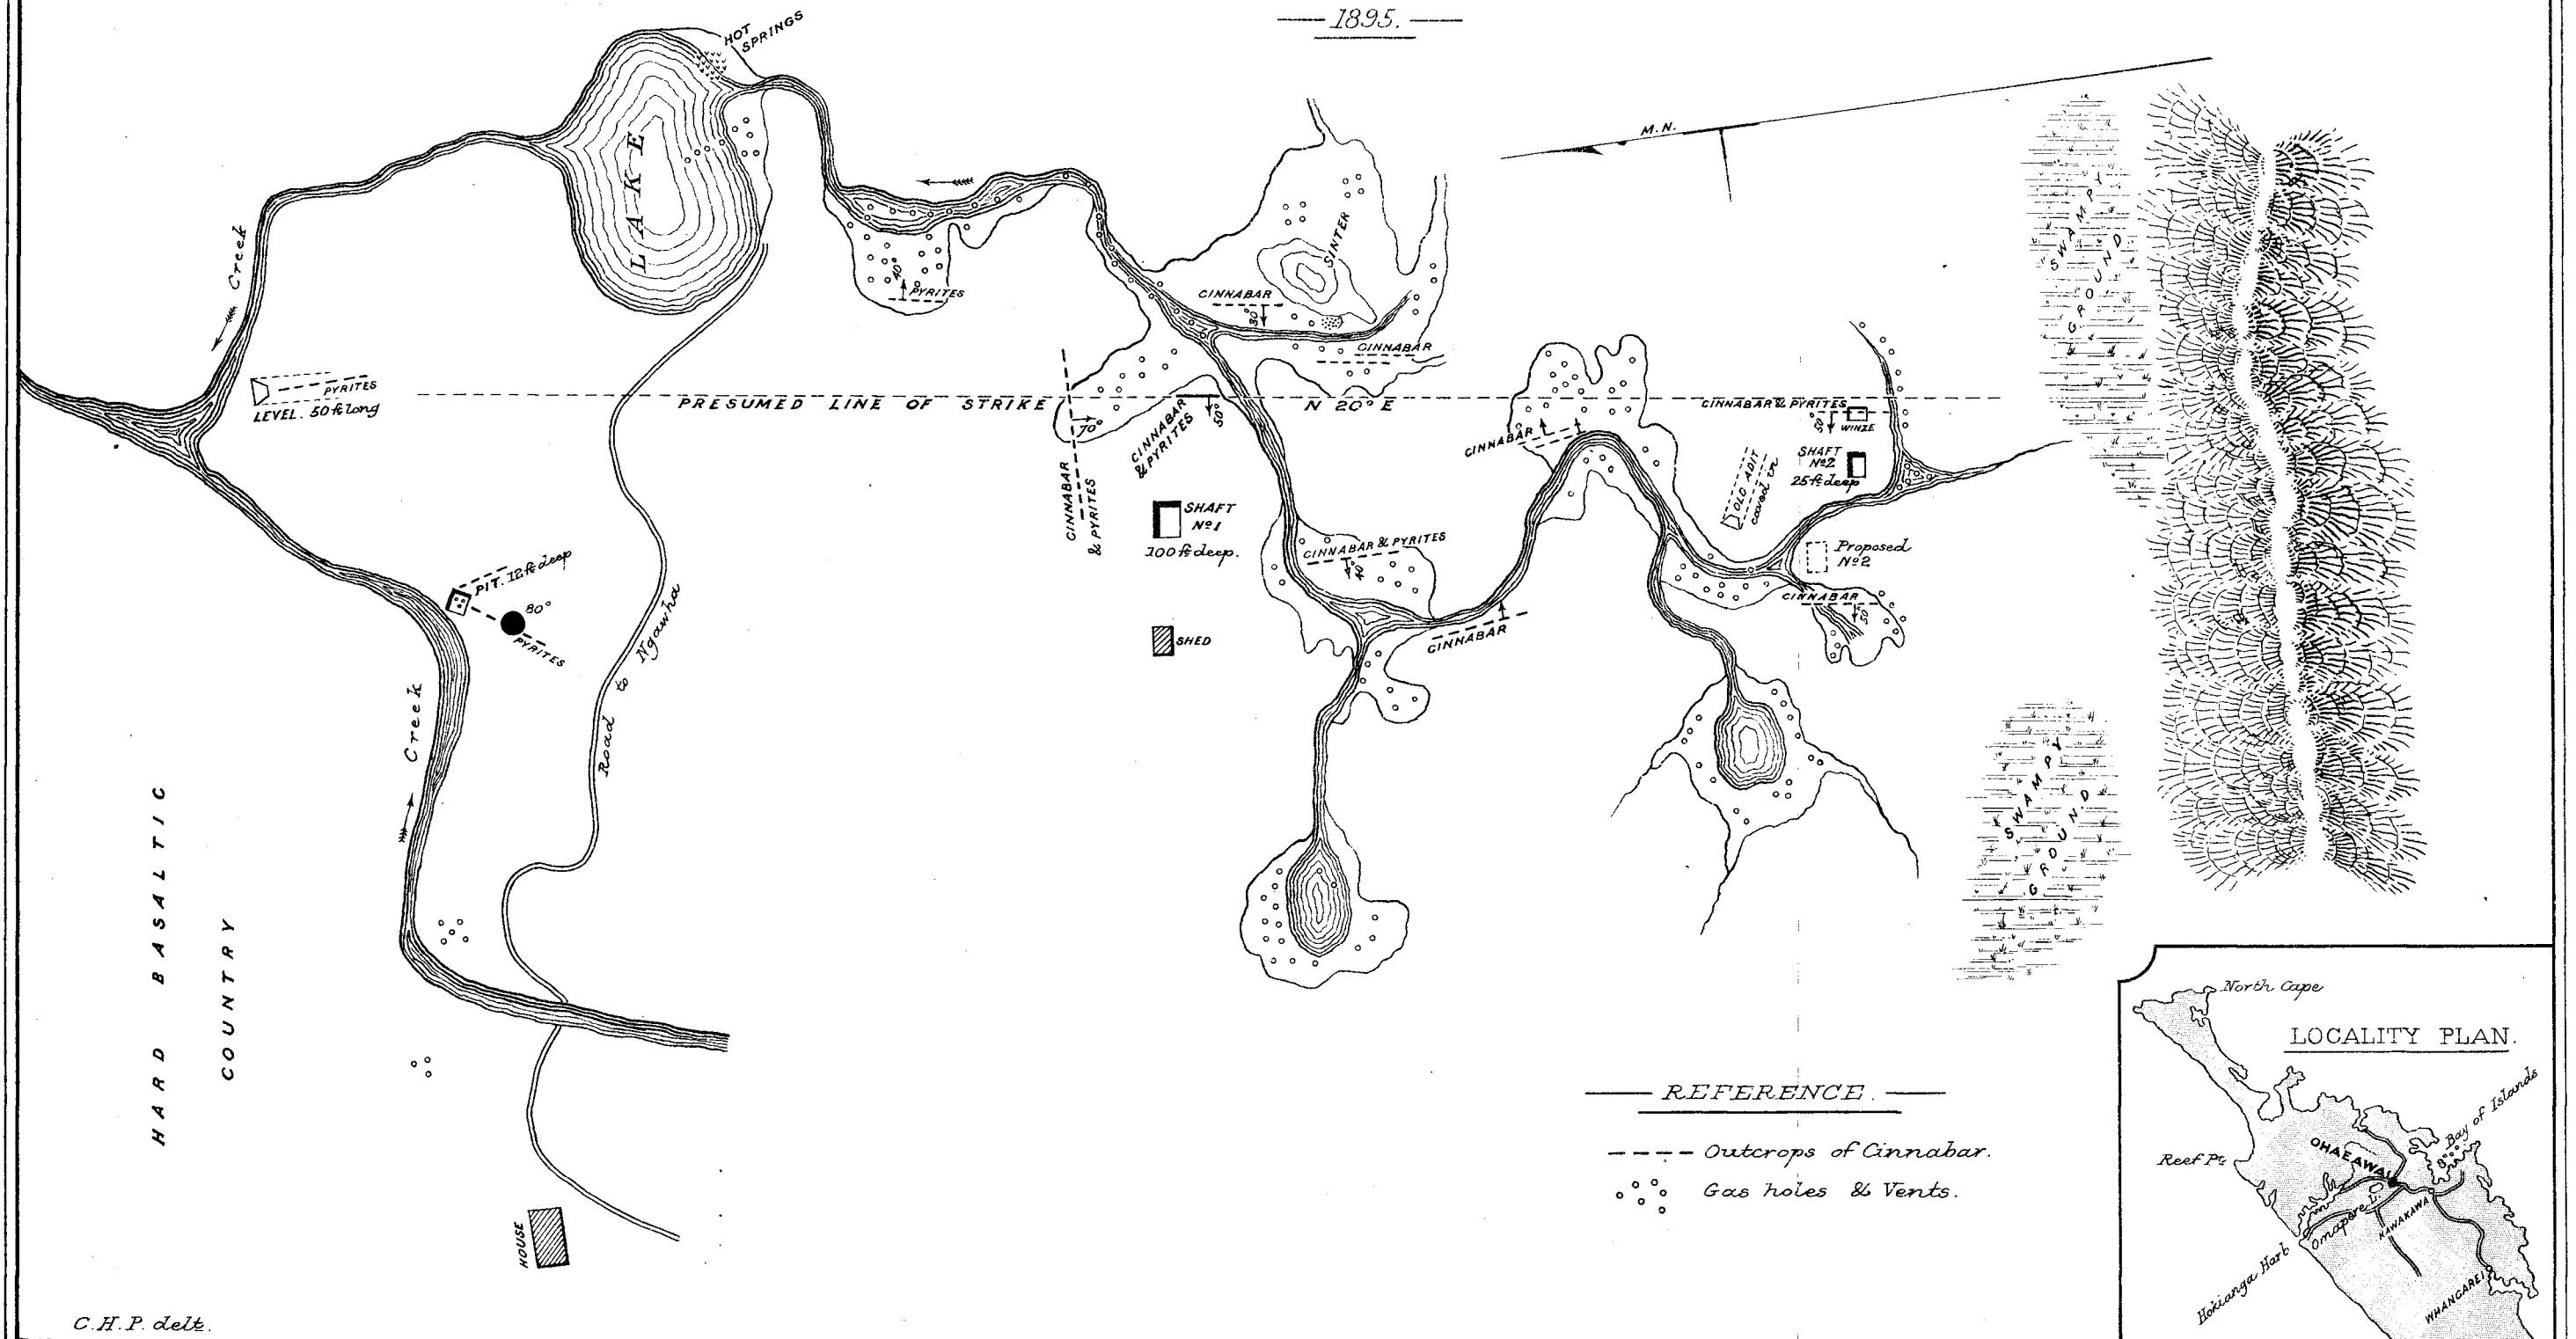 1895.
HOT
SPRINGS
LAKE
M.N.
SWAMPY
GROUND
Creek
SINTER
40°
PYRITES
CINNABAR
30°
CINNABAR
PYRITES
LEVEL. 50 ft long
PRESUMED LINE OF STRIKE
N 20° E
70°
CINNABAR
& PYRITES
CINNABAR
& PYRITES
50°
CINNABAR
CINNABAR & PYRITES
50°
WINZE
SHAFT
No 2
25 ft deep
OLD ADIT
caved in
SHAFT
No 1
100 ft deep.
CINNABAR & PYRITES
40°
Proposed
No 2
PIT. 12 ft deep
80°
PYRITES
CINNABAR
50°
CINNABAR
SHED
Road to Ngawha
Creek
SWAMPY
GROUND
HARD BASALTIC
COUNTRY
HOUSE
REFERENCE.
Outcrops of Cinnabar.
Gas holes & Vents.
North Cape
LOCALITY PLAN.
Bay of Islands
OHAEAWAI
Reef Pt.
Omapere
KAWAKAWA
Hokianga Harb
WHANGAREI
C.H.P. delt.